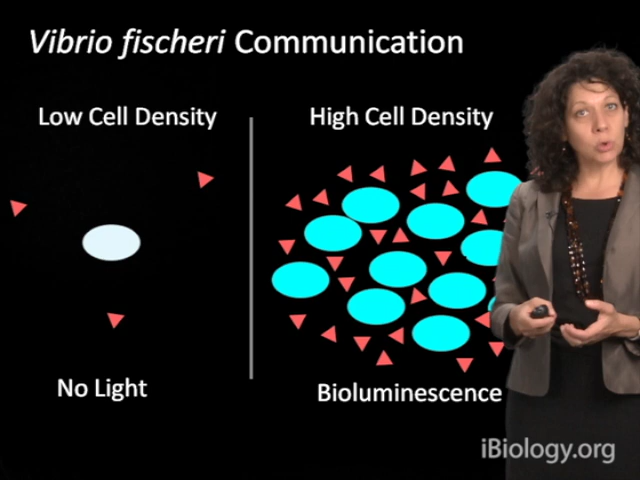 Vibrio fischeri Communication
Low Cell Density
High Cell Density
No Light
Bioluminescence
iBiology.org